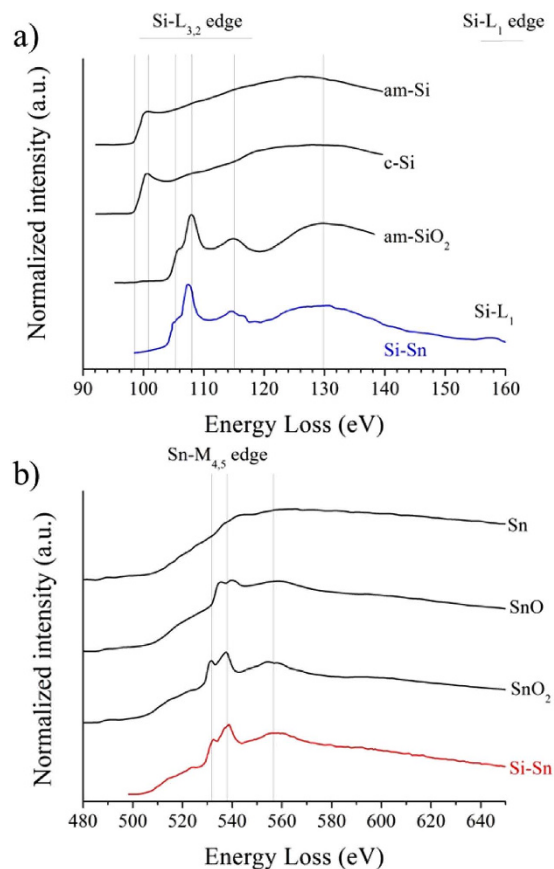 a)
Si-L₃,₂ edge
Si-L₁ edge
Normalized intensity (a.u.)
am-Si
c-Si
am-SiO₂
Si-L₁
Si-Sn
90 100 110 120 130 140 150 160
Energy Loss (eV)
b)
Sn-M₄,₅ edge
Normalized intensity (a.u.)
Sn
SnO
SnO₂
Si-Sn
480 500 520 540 560 580 600 620 640
Energy Loss (eV)